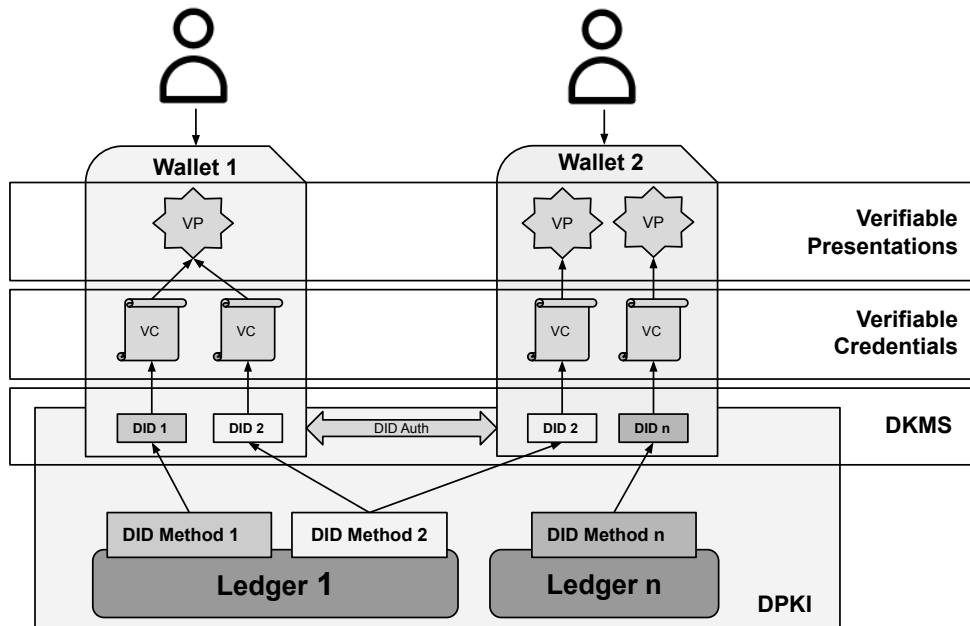 Wallet 1
Wallet 2
VP
VP
VP
Verifiable
Presentations
VC
VC
VC
VC
Verifiable
Credentials
DID 1
DID 2
DID Auth
DID 2
DID n
DKMS
DID Method 1
DID Method 2
DID Method n
Ledger 1
Ledger n
DPKI